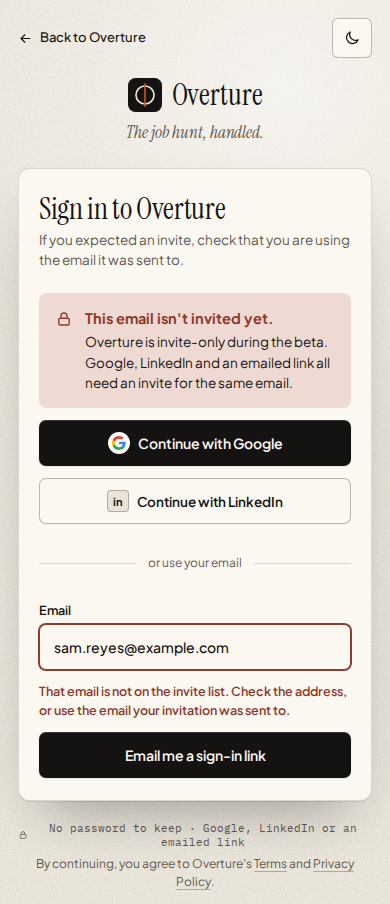 ← Back to Overture
Overture
The job hunt, handled.
Sign in to Overture
If you expected an invite, check that you are using
the email it was sent to.
This email isn't invited yet.
Overture is invite-only during the beta.
Google, LinkedIn and an emailed link all
need an invite for the same email.
Continue with Google
in Continue with LinkedIn
or use your email
Email
sam.reyes@example.com
That email is not on the invite list. Check the address,
or use the email your invitation was sent to.
Email me a sign-in link
No password to keep · Google, LinkedIn or an
emailed link
By continuing, you agree to Overture's Terms and Privacy
Policy.